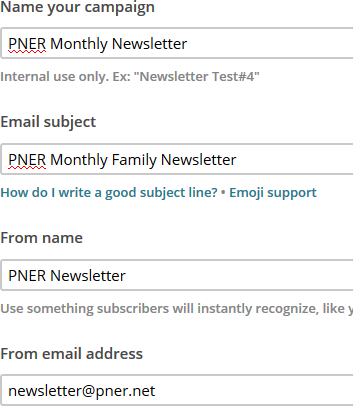 Name your campaign
PNER Monthly Newsletter
Internal use only. Ex: "Newsletter Test#4"
Email subject
PNER Monthly Family Newsletter
How do I write a good subject line? • Emoji support
From name
PNER Newsletter
Use something subscribers will instantly recognize, like
From email address
newsletter@pner.net